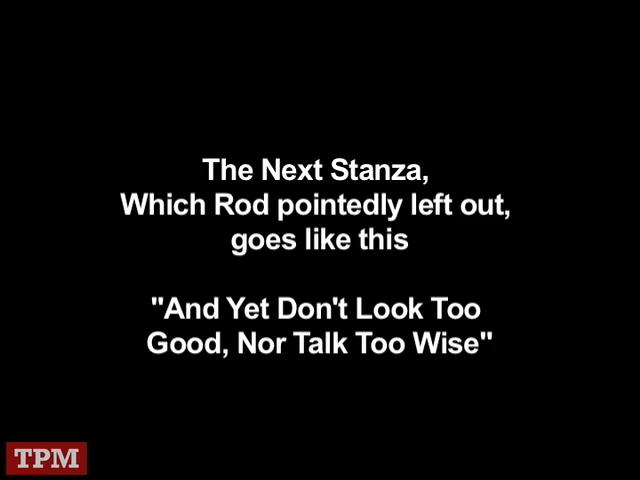 The Next Stanza,
Which Rod pointedly left out,
goes like this
"And Yet Don't Look Too
Good, Nor Talk Too Wise"
TPM